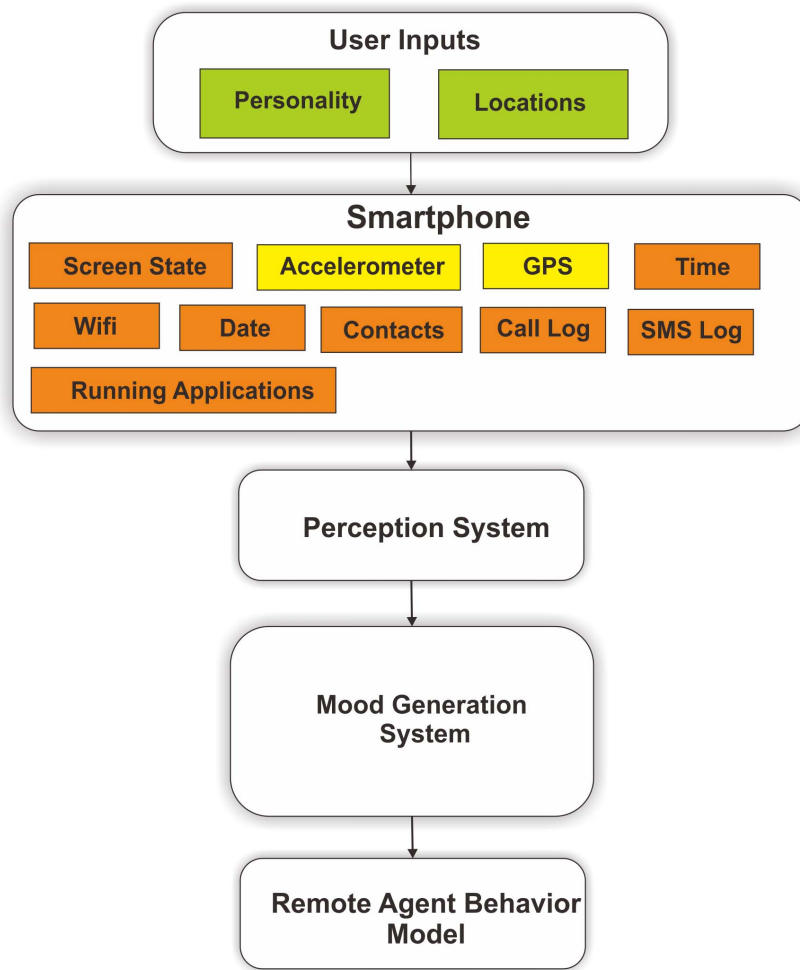 User Inputs
Personality
Locations
Smartphone
Screen State
Accelerometer
GPS
Time
Wifi
Date
Contacts
Call Log
SMS Log
Running Applications
Perception System
Mood Generation
System
Remote Agent Behavior
Model